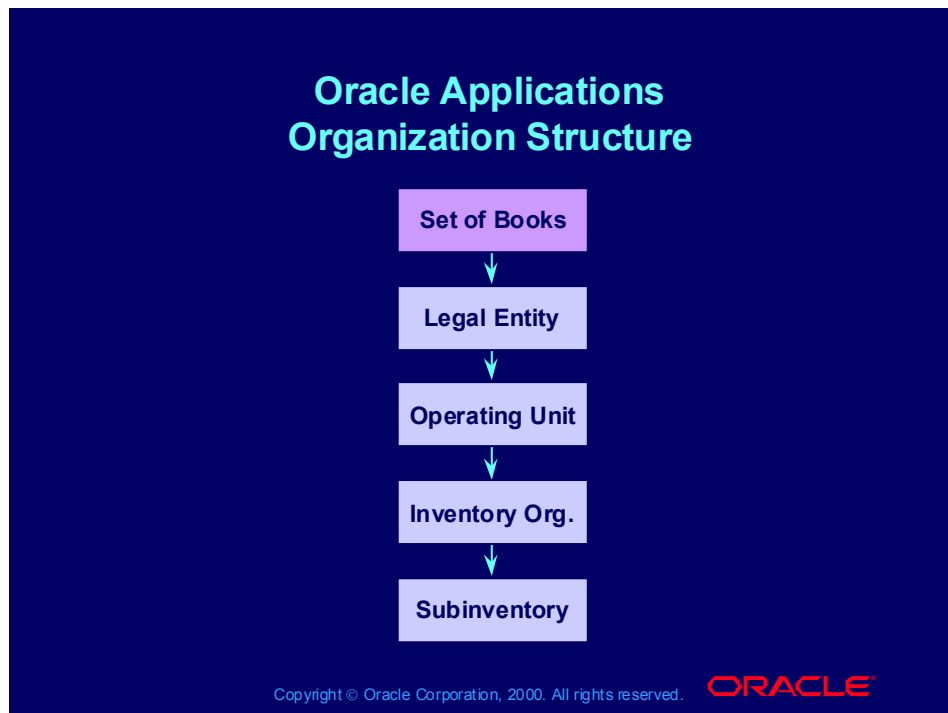 Oracle Applications
Organization Structure
Set of Books
Legal Entity
Operating Unit
Inventory Org.
Subinventory
Copyright © Oracle Corporation, 2000. All rights reserved.
ORACLE®